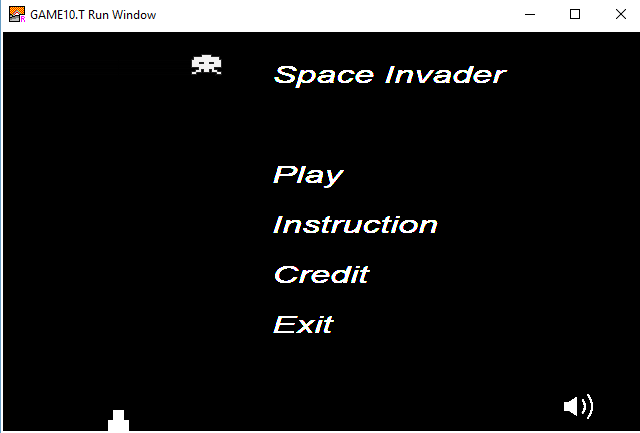 GAME10.T Run Window
Space Invader
Play
Instruction
Credit
Exit